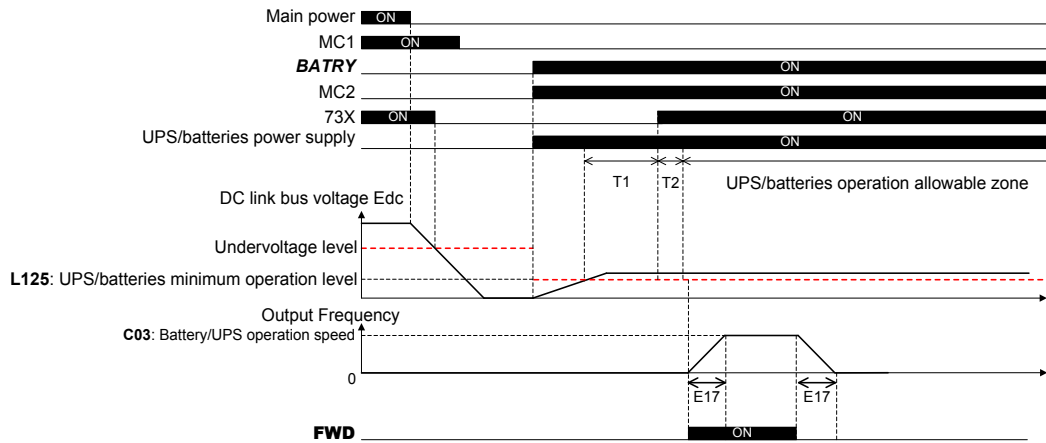 Main power ON
MC1 ON
BATRY ON
MC2 ON
73X ON ON
UPS/batteries power supply ON
T1 T2 UPS/batteries operation allowable zone
DC link bus voltage Edc
Undervoltage level
L125: UPS/batteries minimum operation level
Output Frequency
C03: Battery/UPS operation speed
0
E17 E17
FWD ON